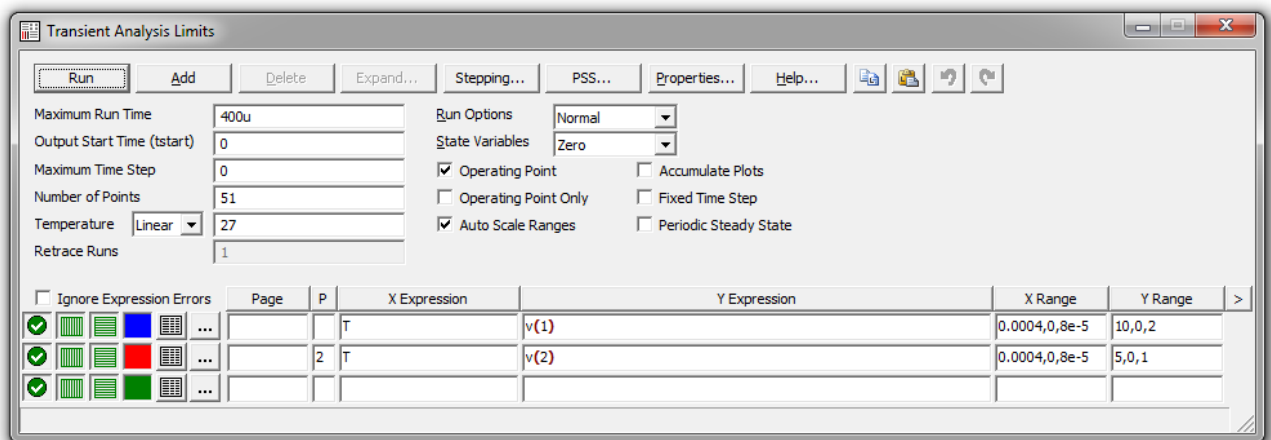 Transient Analysis Limits
Run Add Delete Expand... Stepping... PSS... Properties... Help...
Maximum Run Time 400u Run Options Normal
Output Start Time (tstart) 0 State Variables Zero
Maximum Time Step 0 Operating Point Accumulate Plots
Number of Points 51 Operating Point Only Fixed Time Step
Temperature Linear 27 Auto Scale Ranges Periodic Steady State
Retrace Runs 1
Ignore Expression Errors Page P X Expression Y Expression X Range Y Range >
... T v(1) 0.0004,0,8e-5 10,0,2
... 2 T v(2) 0.0004,0,8e-5 5,0,1
...